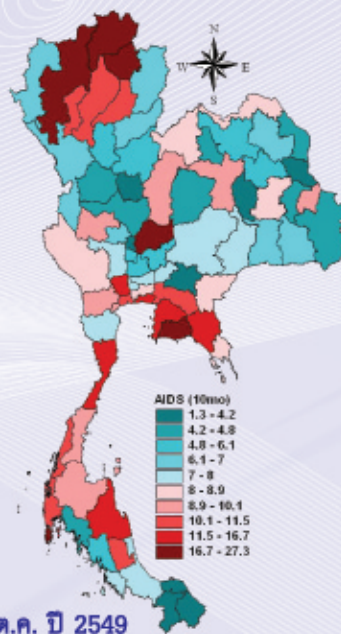 N
W E
S
AIDS (10mo)
1.3 - 4.2
4.2 - 4.8
4.8 - 6.1
6.1 - 7
7 - 8
8 - 8.9
8.9 - 10.1
10.1 - 11.5
11.5 - 16.7
16.7 - 27.3
ต.ค. ปี 2549